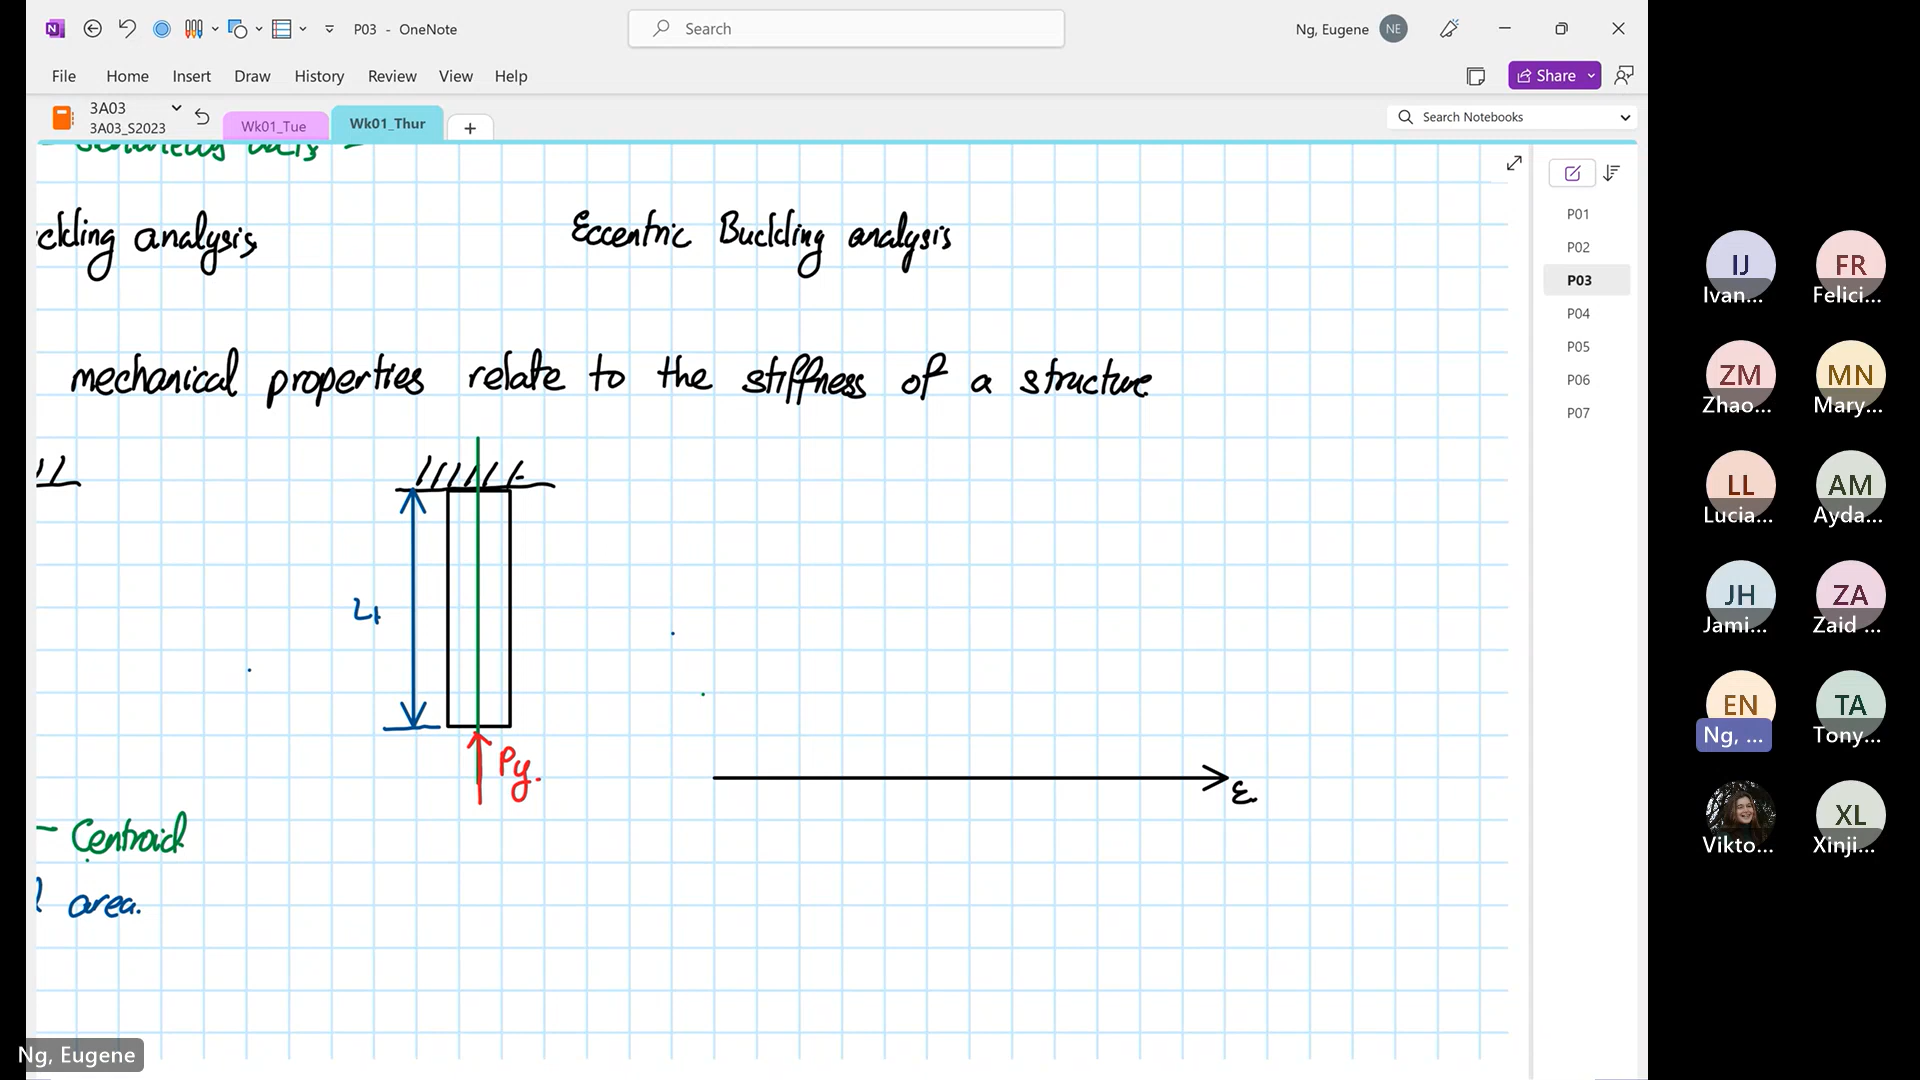 P03 - OneNote
Search
Ng, Eugene
NE
File Home Insert Draw History Review View Help
Share
3A03
3A03_S2023
Wk01_Tue
Wk01_Thur
+
Search Notebooks
ckling analysis
Eccentric Buckling analysis
mechanical properties relate to the stiffness of a structure
Py.
ε
- Centroid
area.
P01
P02
P03
P04
P05
P06
P07
IJ
Ivan...
FR
Felici...
ZM
Zhao...
MN
Mary...
LL
Lucia...
AM
Ayda...
JH
Jami...
ZA
Zaid ...
EN
Ng, ...
TA
Tony...
Vikto...
XL
Xinji...
Ng, Eugene